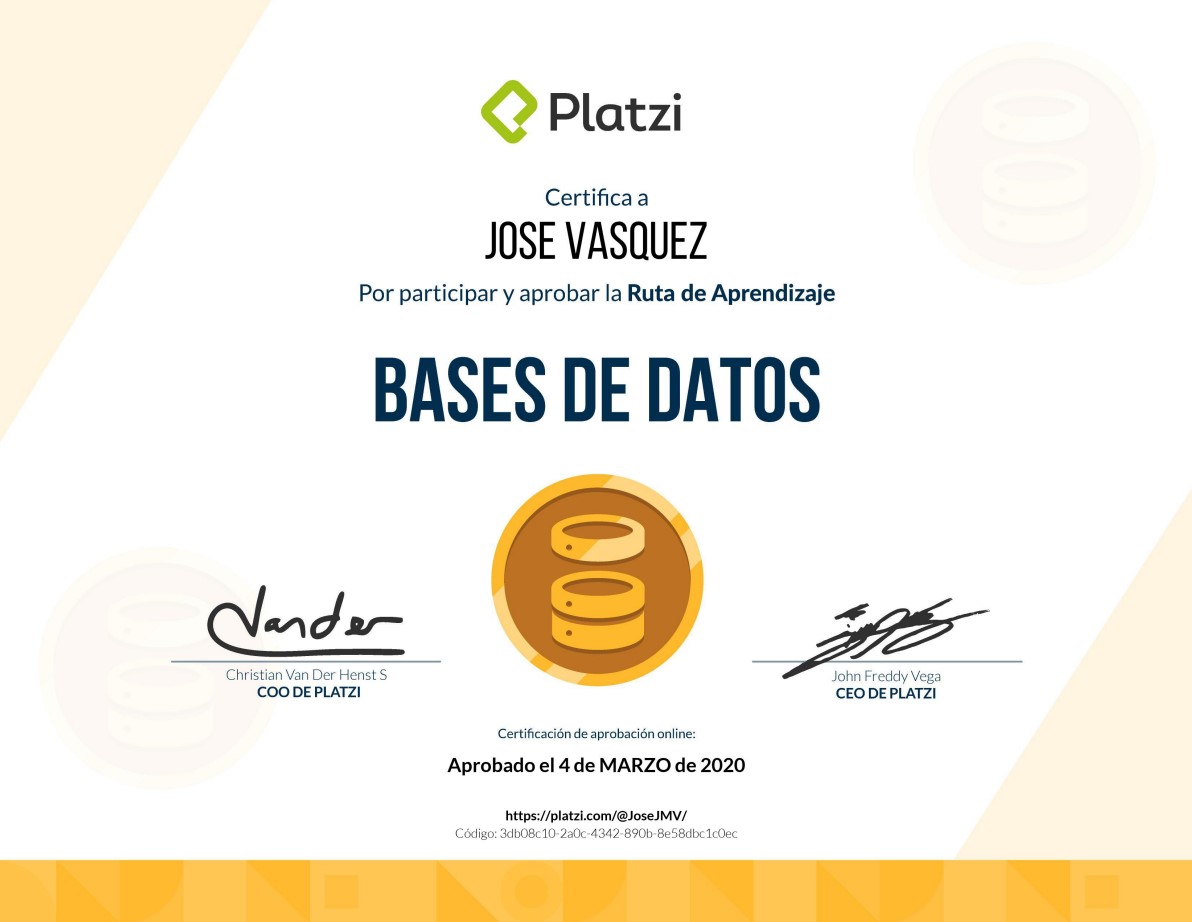 Platzi
Certifica a
JOSE VASQUEZ
Por participar y aprobar la Ruta de Aprendizaje
BASES DE DATOS
Vander
Christian Van Der Henst S
COO DE PLATZI
John Freddy Vega
CEO DE PLATZI
Certificación de aprobación online:
Aprobado el 4 de MARZO de 2020
https://platzi.com/@JoseJMV/
Código: 3db08c10-2a0c-4342-890b-8e58dbc1c0ec